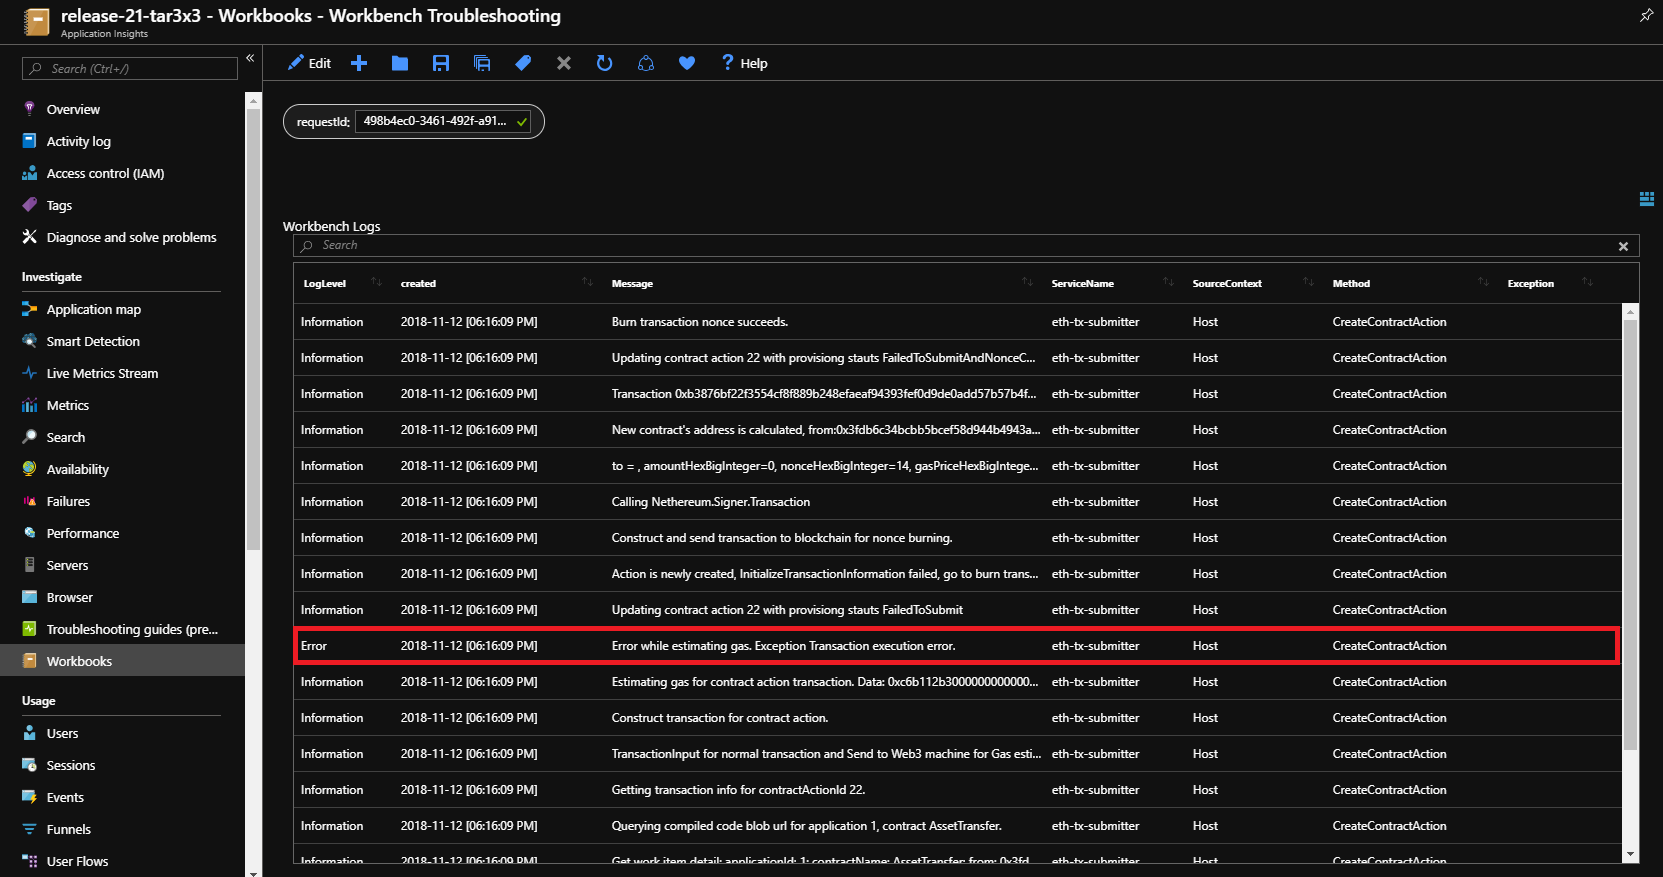 release-21-tar3x3 - Workbooks - Workbench Troubleshooting
Application Insights
Search (Ctrl+/)
«
Overview
Activity log
Access control (IAM)
Tags
Diagnose and solve problems
Investigate
Application map
Smart Detection
Live Metrics Stream
Metrics
Search
Availability
Failures
Performance
Servers
Browser
Troubleshooting guides (pre...
Workbooks
Usage
Users
Sessions
Events
Funnels
User Flows
Edit ? Help
requestId: 498b4ec0-3461-492f-a91...
Workbench Logs
Search
LogLevel created Message ServiceName SourceContext Method Exception
Information 2018-11-12 [06:16:09 PM] Burn transaction nonce succeeds. eth-tx-submitter Host CreateContractAction
Information 2018-11-12 [06:16:09 PM] Updating contract action 22 with provisiong stauts FailedToSubmitAndNonceC... eth-tx-submitter Host CreateContractAction
Information 2018-11-12 [06:16:09 PM] Transaction 0xb3876bf22f3554cf8f889b248efaeaf94393fef0d9de0add57b57b4f... eth-tx-submitter Host CreateContractAction
Information 2018-11-12 [06:16:09 PM] New contract's address is calculated, from:0x3fdb6c34bcbb5bcef58d944b4943a... eth-tx-submitter Host CreateContractAction
Information 2018-11-12 [06:16:09 PM] to = , amountHexBigInteger=0, nonceHexBigInteger=14, gasPriceHexBigIntege... eth-tx-submitter Host CreateContractAction
Information 2018-11-12 [06:16:09 PM] Calling Nethereum.Signer.Transaction eth-tx-submitter Host CreateContractAction
Information 2018-11-12 [06:16:09 PM] Construct and send transaction to blockchain for nonce burning. eth-tx-submitter Host CreateContractAction
Information 2018-11-12 [06:16:09 PM] Action is newly created, InitializeTransactionInformation failed, go to burn trans... eth-tx-submitter Host CreateContractAction
Information 2018-11-12 [06:16:09 PM] Updating contract action 22 with provisiong stauts FailedToSubmit eth-tx-submitter Host CreateContractAction
Error 2018-11-12 [06:16:09 PM] Error while estimating gas. Exception Transaction execution error. eth-tx-submitter Host CreateContractAction
Information 2018-11-12 [06:16:09 PM] Estimating gas for contract action transaction. Data: 0xc6b112b3000000000000... eth-tx-submitter Host CreateContractAction
Information 2018-11-12 [06:16:09 PM] Construct transaction for contract action. eth-tx-submitter Host CreateContractAction
Information 2018-11-12 [06:16:09 PM] TransactionInput for normal transaction and Send to Web3 machine for Gas esti... eth-tx-submitter Host CreateContractAction
Information 2018-11-12 [06:16:09 PM] Getting transaction info for contractActionId 22. eth-tx-submitter Host CreateContractAction
Information 2018-11-12 [06:16:09 PM] Querying compiled code blob url for application 1, contract AssetTransfer. eth-tx-submitter Host CreateContractAction
Information 2018-11-12 [06:16:09 PM] Get work item detail: applicationId: 1; contractName: AssetTransfer; from: 0x3fd... eth-tx-submitter Host CreateContractAction